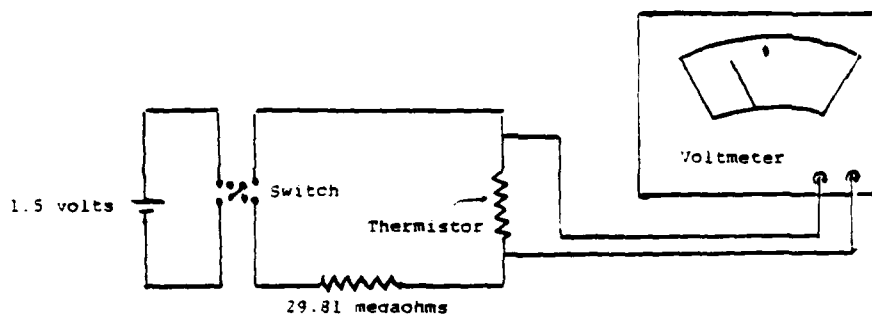 Voltmeter
Switch
1.5 volts
Thermistor
29.81 megaohms